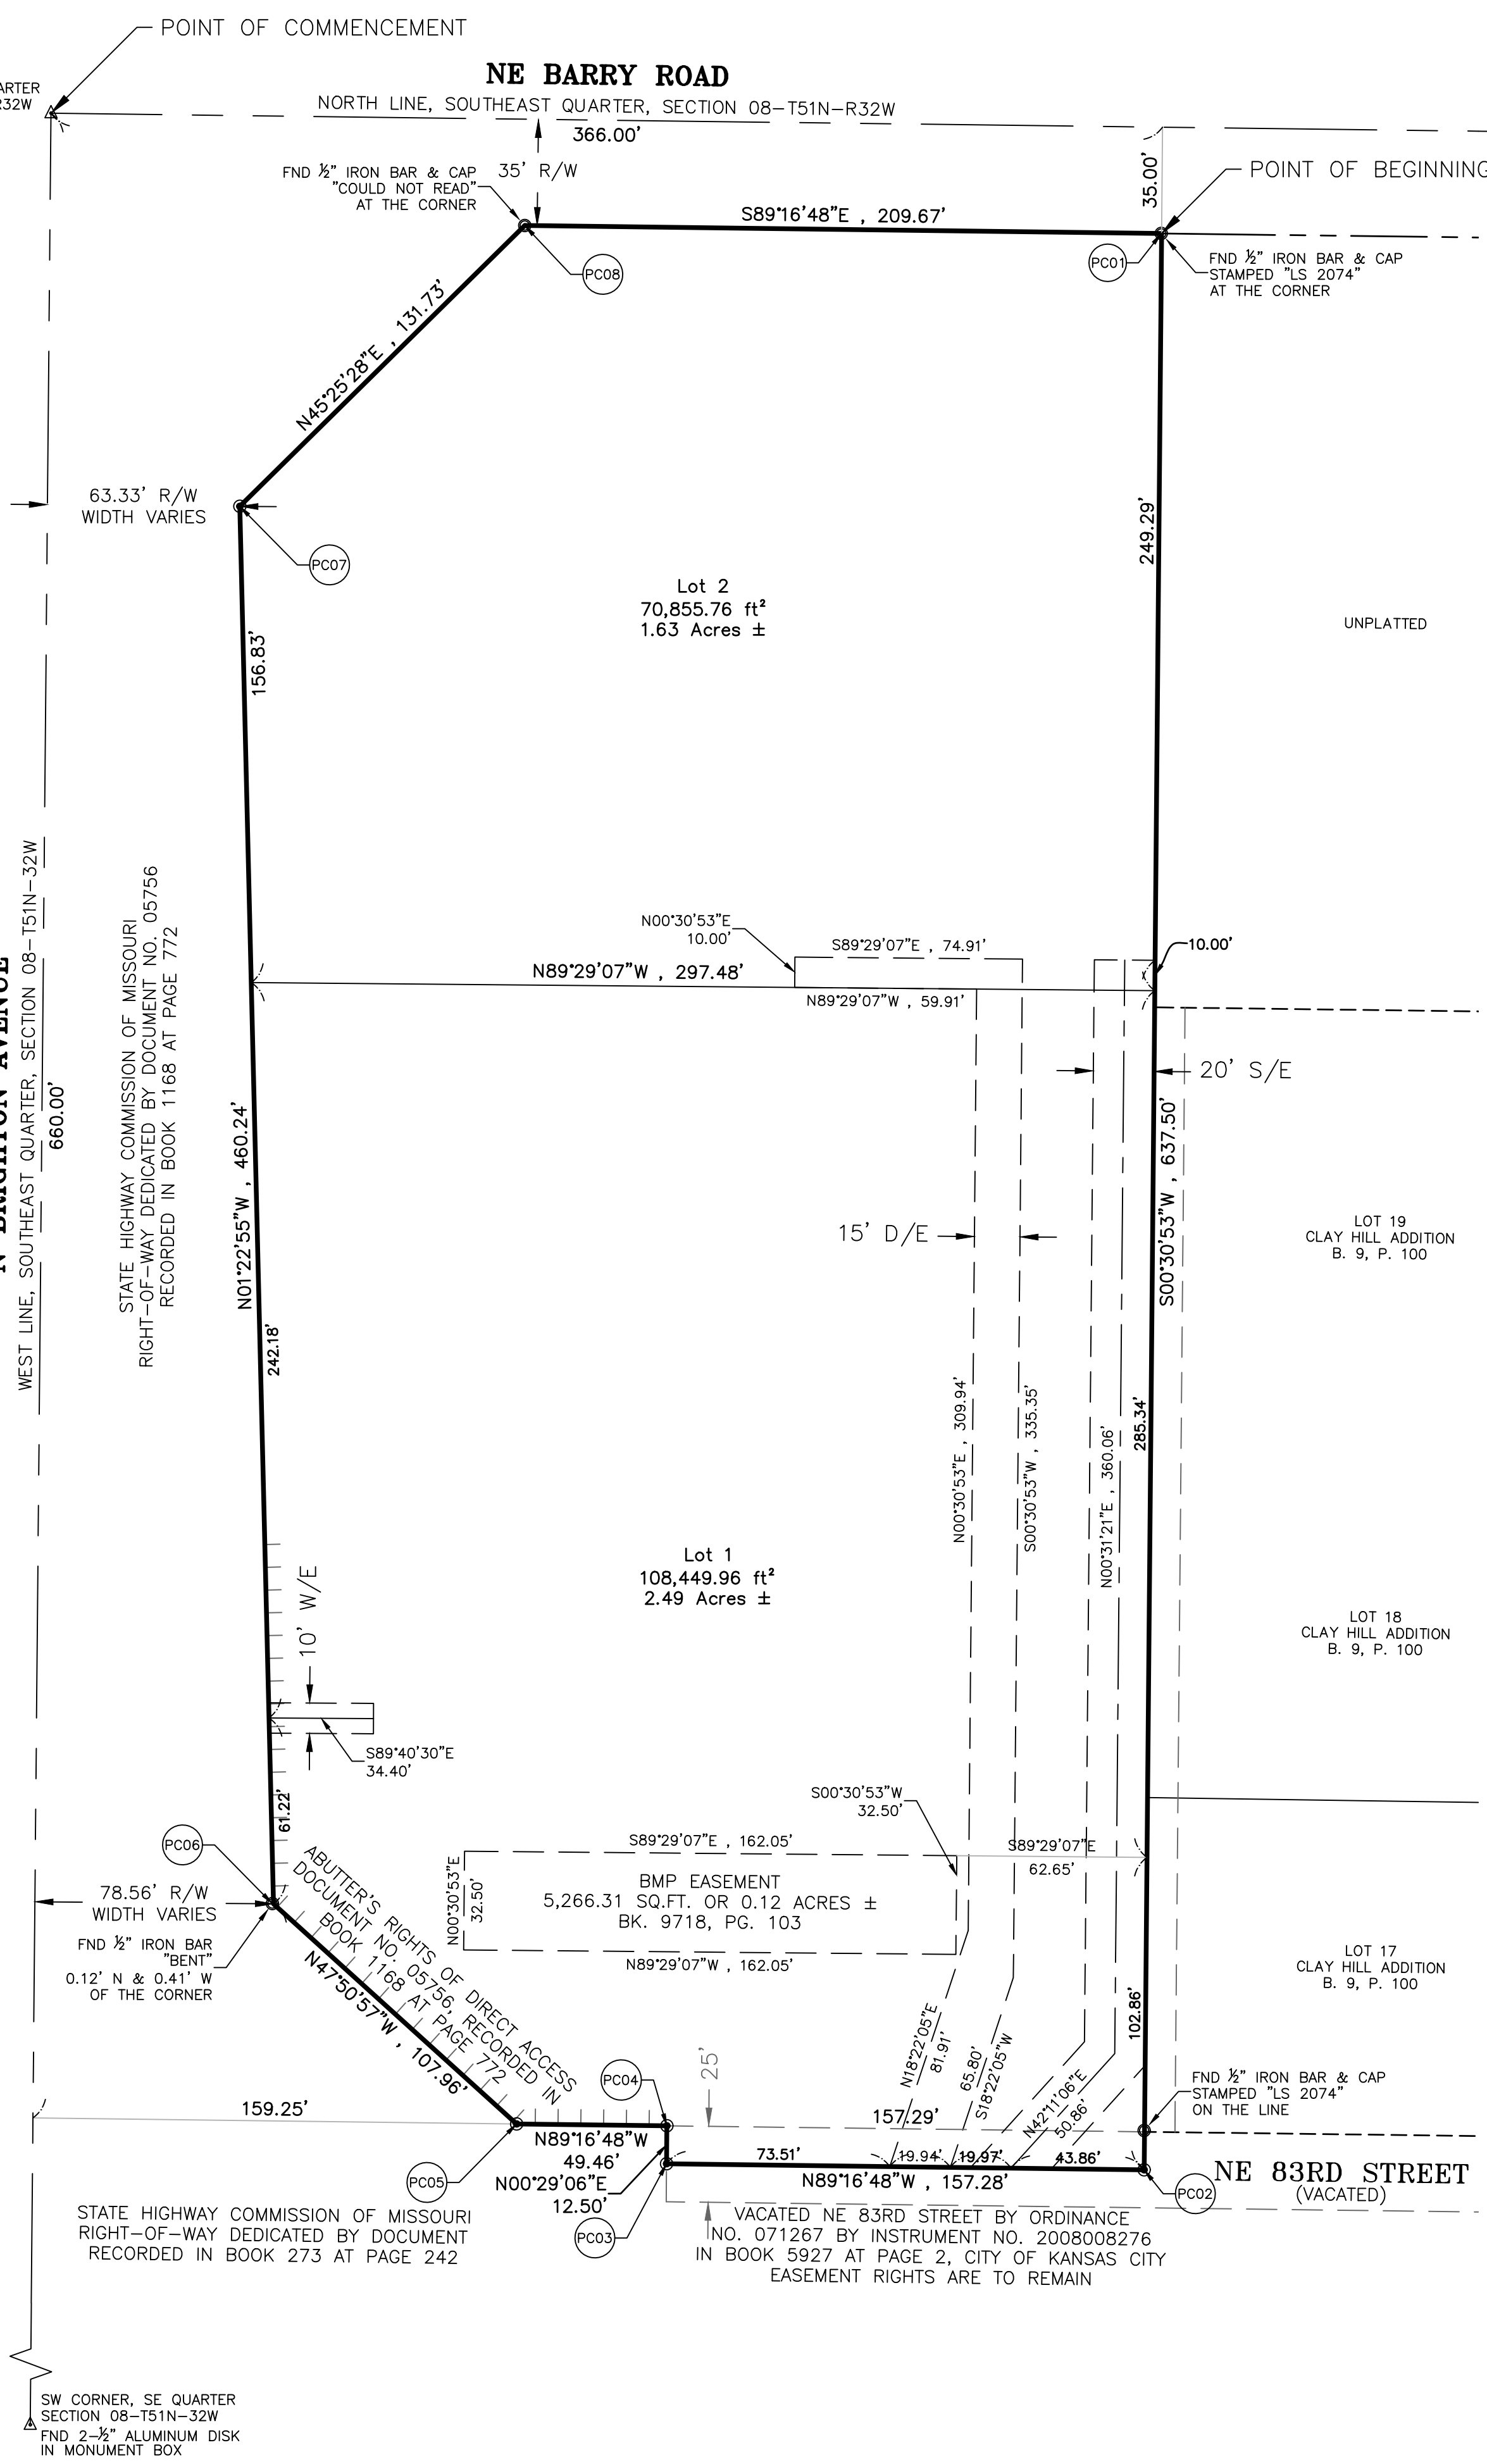 POINT OF COMMENCEMENT
NE BARRY ROAD
NORTH LINE, SOUTHEAST QUARTER, SECTION 08-T51N-R32W
366.00'
FND ½" IRON BAR & CAP
"COULD NOT READ"
AT THE CORNER
35' R/W
35.00'
POINT OF BEGINNING
S89°16'48"E , 209.67'
PC08
PC01
FND ½" IRON BAR & CAP
STAMPED "LS 2074"
AT THE CORNER
N45°25'28"E , 131.73'
63.33' R/W
WIDTH VARIES
PC07
249.29'
Lot 2
70,855.76 ft²
1.63 Acres ±
UNPLATTED
156.83'
WEST LINE, SOUTHEAST QUARTER, SECTION 08-T51N-32W
660.00'
STATE HIGHWAY COMMISSION OF MISSOURI
RIGHT-OF-WAY DEDICATED BY DOCUMENT NO. 05756
RECORDED IN BOOK 1168 AT PAGE 772
N BRIGHTON AVENUE
N00°30'53"E
10.00'
S89°29'07"E , 74.91'
10.00'
N89°29'07"W , 297.48'
N89°29'07"W , 59.91'
20' S/E
N01°22'55"W , 460.24'
S00°30'53"W , 637.50'
15' D/E
LOT 19
CLAY HILL ADDITION
B. 9, P. 100
242.18'
N00°30'53"E , 309.94'
S00°30'53"W , 335.35'
N00°31'21"E , 360.06'
285.34'
Lot 1
108,449.96 ft²
2.49 Acres ±
10' W/E
LOT 18
CLAY HILL ADDITION
B. 9, P. 100
S89°40'30"E
34.40'
61.22'
S00°30'53"W
32.50'
PC06
S89°29'07"E , 162.05'
S89°29'07"E
62.65'
N00°30'53"E
32.50'
BMP EASEMENT
5,266.31 SQ.FT. OR 0.12 ACRES ±
BK. 9718, PG. 103
N89°29'07"W , 162.05'
78.56' R/W
WIDTH VARIES
FND ½" IRON BAR
"BENT"
0.12' N & 0.41' W
OF THE CORNER
ABUTTER'S RIGHTS OF DIRECT ACCESS
DOCUMENT NO. 05756, RECORDED IN
BOOK 1168 AT PAGE 772
N47°50'57"W , 107.96'
LOT 17
CLAY HILL ADDITION
B. 9, P. 100
102.86'
N18°22'05"E
81.91'
65.80'
S18°22'05"W
N42°11'06"E
50.86'
25'
PC04
FND ½" IRON BAR & CAP
STAMPED "LS 2074"
ON THE LINE
159.25'
157.29'
N89°16'48"W
49.46'
N00°29'06"E
12.50'
73.51'
19.94'
19.97'
43.86'
N89°16'48"W , 157.28'
PC05
PC03
PC02
NE 83RD STREET
(VACATED)
STATE HIGHWAY COMMISSION OF MISSOURI
RIGHT-OF-WAY DEDICATED BY DOCUMENT
RECORDED IN BOOK 273 AT PAGE 242
VACATED NE 83RD STREET BY ORDINANCE
NO. 071267 BY INSTRUMENT NO. 2008008276
IN BOOK 5927 AT PAGE 2, CITY OF KANSAS CITY
EASEMENT RIGHTS ARE TO REMAIN
SW CORNER, SE QUARTER
SECTION 08-T51N-32W
FND 2-½" ALUMINUM DISK
IN MONUMENT BOX